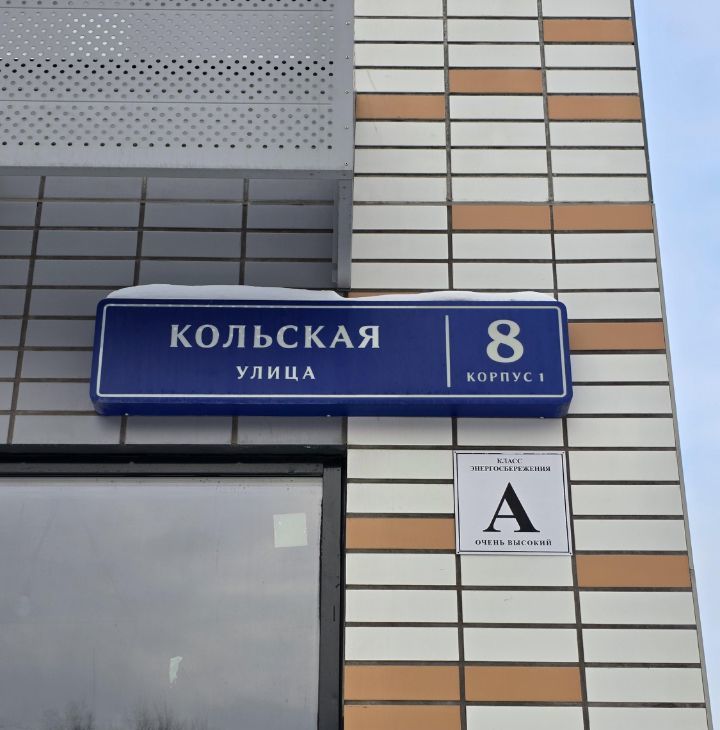 КОЛЬСКАЯ
УЛИЦА
8
КОРПУС 1
КЛАСС
ЭНЕРГОСБЕРЕЖЕНИЯ
А
ОЧЕНЬ ВЫСОКИЙ